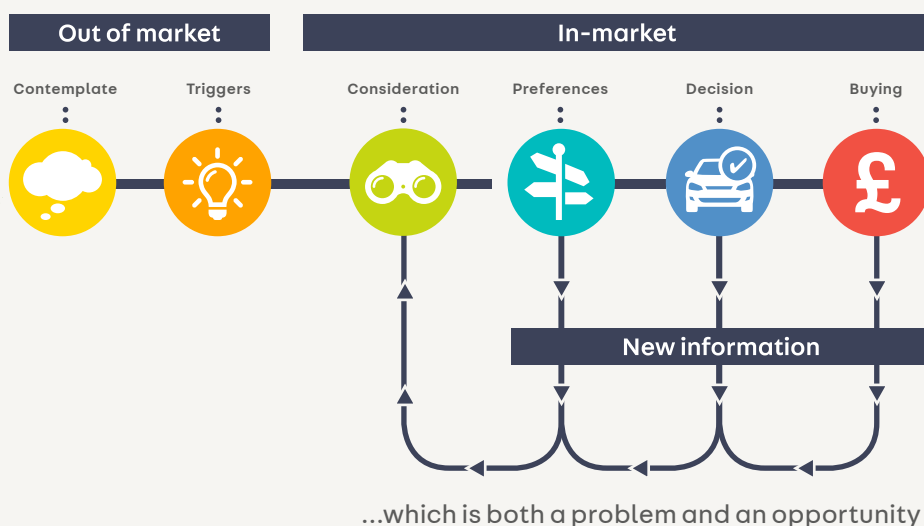 Out of market
In-market
Contemplate
Triggers
Consideration
Preferences
Decision
Buying
£
New information
...which is both a problem and an opportunity